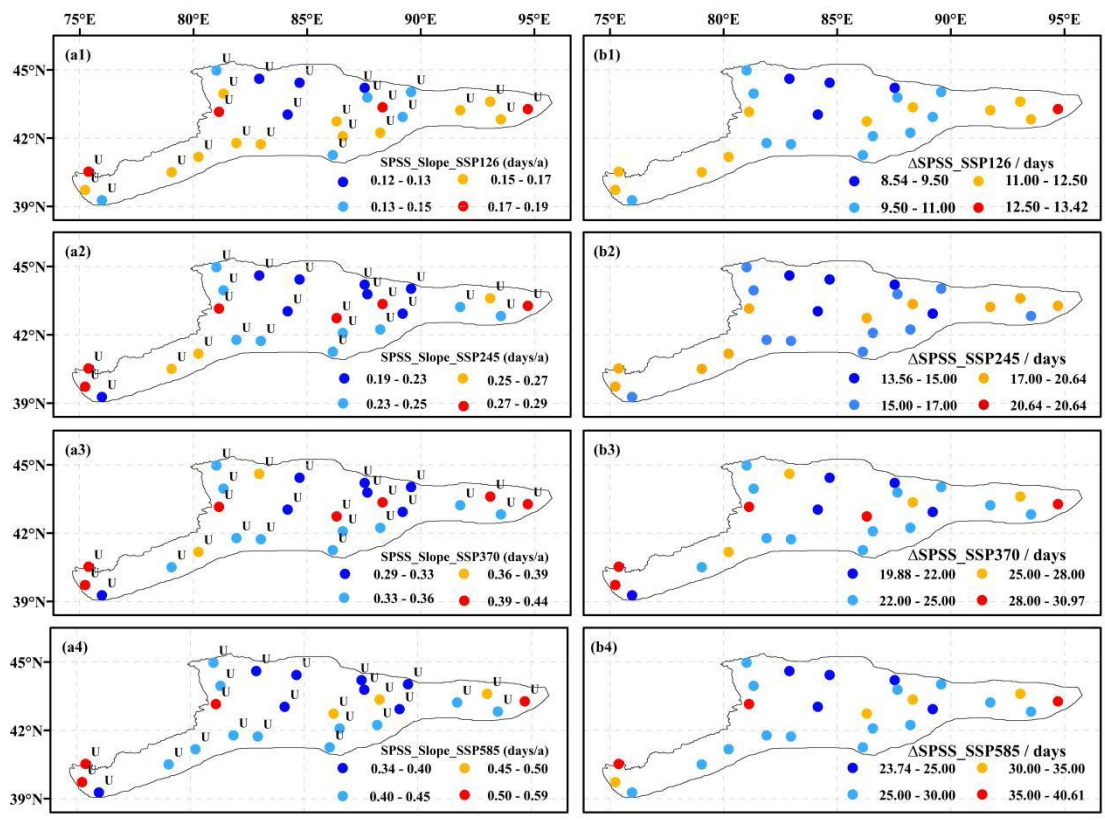 75°E 80°E 85°E 90°E 95°E
75°E 80°E 85°E 90°E 95°E
(a1)
45°N
42°N
39°N
U U U U U
U U
U U U U U U
U U U U U
U
U
U
U
SPSS_Slope_SSP126 (days/a)
0.12 - 0.13 0.15 - 0.17
0.13 - 0.15 0.17 - 0.19
(b1)
ΔSPSS_SSP126 / days
8.54 - 9.50 11.00 - 12.50
9.50 - 11.00 12.50 - 13.42
(a2)
45°N
42°N
39°N
U U U U U
U U
U U U U U U
U U U U U
U
U
U
U
SPSS_Slope_SSP245 (days/a)
0.19 - 0.23 0.25 - 0.27
0.23 - 0.25 0.27 - 0.29
(b2)
ΔSPSS_SSP245 / days
13.56 - 15.00 17.00 - 20.64
15.00 - 17.00 20.64 - 20.64
(a3)
45°N
42°N
39°N
U U U U U
U U
U U U U U U
U U U U U
U
U
U
U
SPSS_Slope_SSP370 (days/a)
0.29 - 0.33 0.36 - 0.39
0.33 - 0.36 0.39 - 0.44
(b3)
ΔSPSS_SSP370 / days
19.88 - 22.00 25.00 - 28.00
22.00 - 25.00 28.00 - 30.97
(a4)
45°N
42°N
39°N
U U U U U
U U
U U U U U U
U U U U U
U
U
U
U
SPSS_Slope_SSP585 (days/a)
0.34 - 0.40 0.45 - 0.50
0.40 - 0.45 0.50 - 0.59
(b4)
ΔSPSS_SSP585 / days
23.74 - 25.00 30.00 - 35.00
25.00 - 30.00 35.00 - 40.61